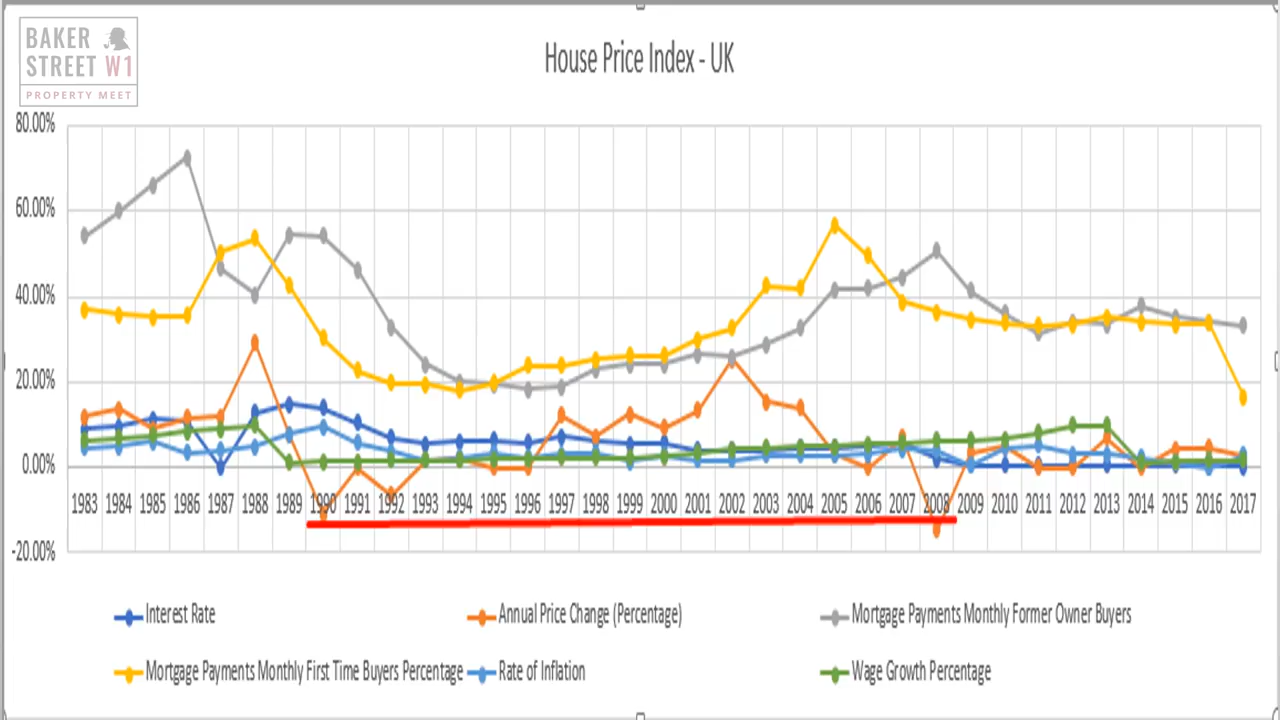 BAKER
STREET W1
PROPERTY MEET
House Price Index - UK
80.00%
60.00%
40.00%
20.00%
0.00%
-20.00%
1983 1984 1985 1986 1987 1988 1989 1990 1991 1992 1993 1994 1995 1996 1997 1998 1999 2000 2001 2002 2003 2004 2005 2006 2007 2008 2009 2010 2011 2012 2013 2014 2015 2016 2017
Interest Rate Annual Price Change (Percentage) Mortgage Payments Monthly Former Owner Buyers
Mortgage Payments Monthly First Time Buyers Percentage Rate of Inflation Wage Growth Percentage